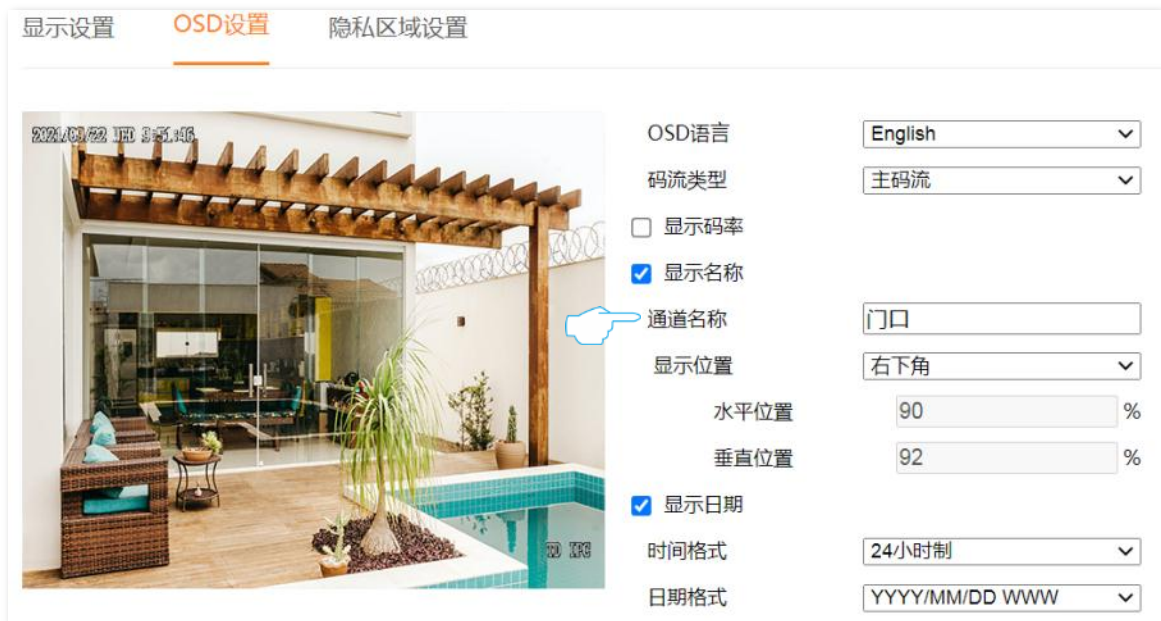 显示设置 OSD设置 隐私区域设置
OSD语言 English
码流类型 主码流
显示码率
显示名称
通道名称 门口
显示位置 右下角
水平位置 90 %
垂直位置 92 %
显示日期
时间格式 24小时制
日期格式 YYYY/MM/DD WWW
TD IPC